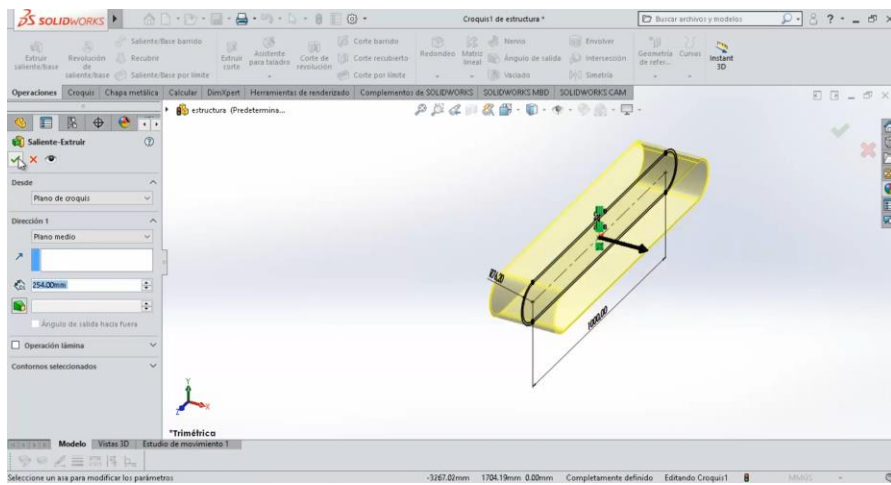 SOLIDWORKS
Croquis1 de estructura *
Buscar archivos y modelos
Extruir saliente/base
Revolución de saliente/base
Saliente/Base barrido
Recubrir
Saliente/Base por límite
Extruir corte
Asistente para taladro
Corte de revolución
Corte barrido
Corte recubierto
Corte por límite
Redondeo
Matriz lineal
Nervio
Ángulo de salida
Vaciado
Envolver
Intersección
Simetría
Geometría de refer...
Curvas
Instant 3D
Operaciones Croquis Chapa metálica Calcular DimXpert Herramientas de renderizado Complementos de SOLIDWORKS SOLIDWORKS MBD SOLIDWORKS CAM
estructura (Predetermina...
Saliente-Extruir
Desde
Plano de croquis
Dirección 1
Plano medio
254.00mm
Ángulo de salida hacia fuera
Operación lámina
Contornos seleccionados
1000,00
Y
X
Z
*Trimétrica
Modelo Vistas 3D Estudio de movimiento 1
Seleccione un asa para modificar los parámetros
-3267.02mm 1704.19mm 0.00mm Completamente definido Editando Croquis1 MMGS